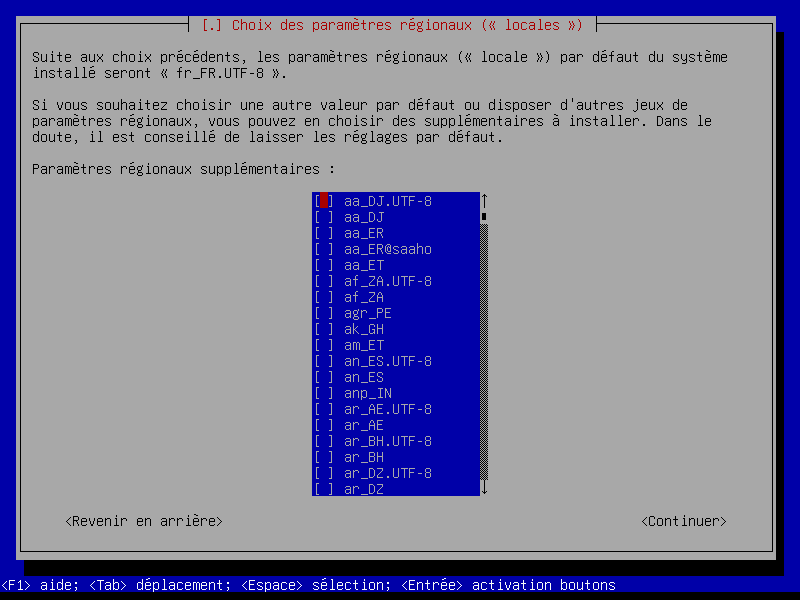 [.] Choix des paramètres régionaux (« locales »)
Suite aux choix précédents, les paramètres régionaux (« locale ») par défaut du système
installé seront « fr_FR.UTF-8 ».
Si vous souhaitez choisir une autre valeur par défaut ou disposer d'autres jeux de
paramètres régionaux, vous pouvez en choisir des supplémentaires à installer. Dans le
doute, il est conseillé de laisser les réglages par défaut.
Paramètres régionaux supplémentaires :
[ ] aa_DJ.UTF-8
[ ] aa_DJ
[ ] aa_ER
[ ] aa_ER@saaho
[ ] aa_ET
[ ] af_ZA.UTF-8
[ ] af_ZA
[ ] agr_PE
[ ] ak_GH
[ ] am_ET
[ ] an_ES.UTF-8
[ ] an_ES
[ ] anp_IN
[ ] ar_AE.UTF-8
[ ] ar_AE
[ ] ar_BH.UTF-8
[ ] ar_BH
[ ] ar_DZ.UTF-8
[ ] ar_DZ
<Revenir en arrière> <Continuer>
<F1> aide; <Tab> déplacement; <Espace> sélection; <Entrée> activation boutons